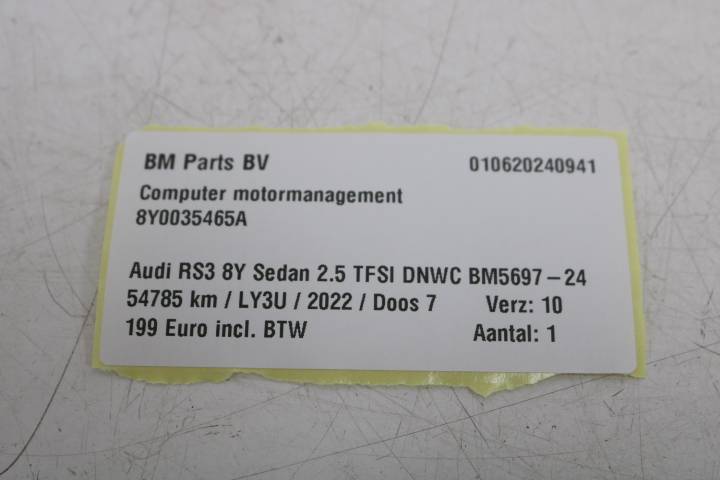 BM Parts BV 010620240941
Computer motormanagement
8Y0035465A
Audi RS3 8Y Sedan 2.5 TFSI DNWC BM5697-24
54785 km / LY3U / 2022 / Doos 7 Verz: 10
199 Euro incl. BTW Aantal: 1